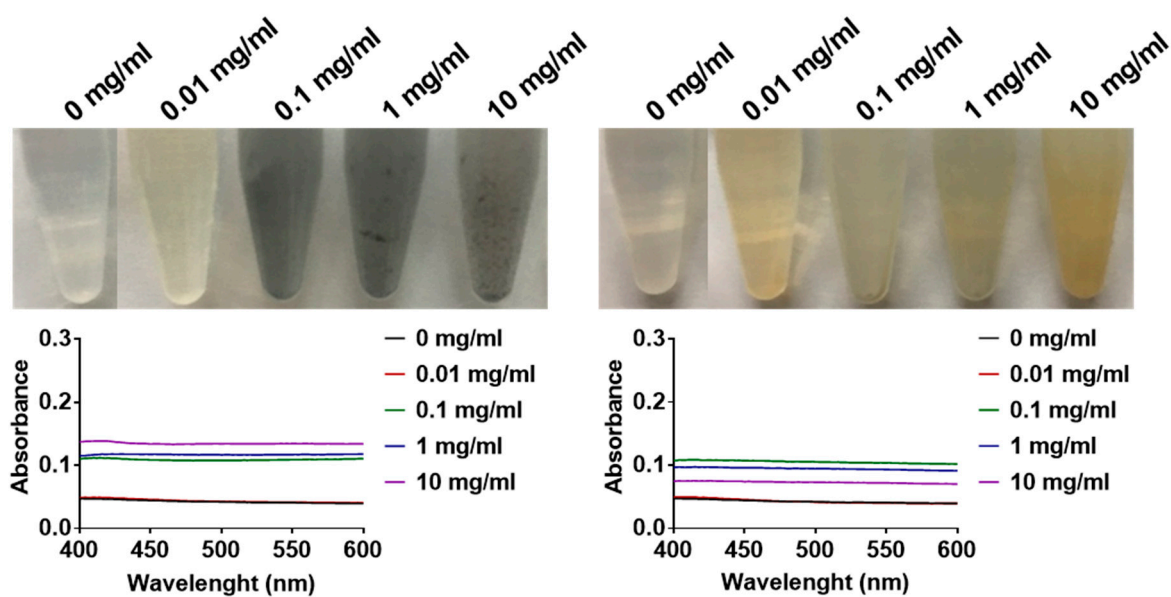 0 mg/ml
0.01 mg/ml
0.1 mg/ml
1 mg/ml
10 mg/ml
0 mg/ml
0.01 mg/ml
0.1 mg/ml
1 mg/ml
10 mg/ml
0.3
0.2
0.1
0.0
Absorbance
400 450 500 550 600
Wavelenght (nm)
0 mg/ml
0.01 mg/ml
0.1 mg/ml
1 mg/ml
10 mg/ml
0.3
0.2
0.1
0.0
Absorbance
400 450 500 550 600
Wavelenght (nm)
0 mg/ml
0.01 mg/ml
0.1 mg/ml
1 mg/ml
10 mg/ml